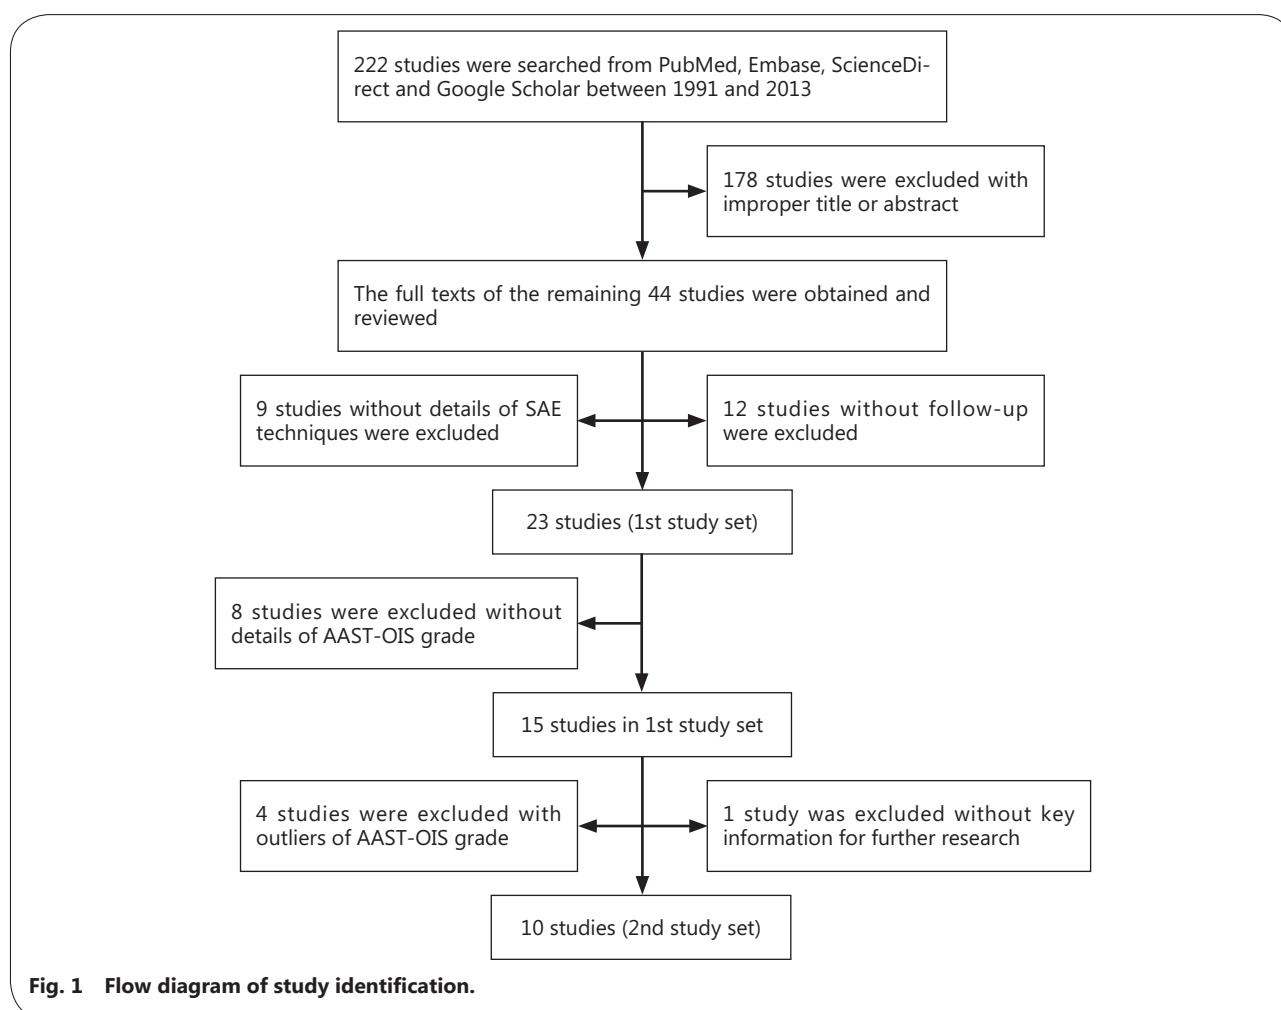 222 studies were searched from PubMed, Embase, ScienceDi-
rect and Google Scholar between 1991 and 2013
178 studies were excluded with
improper title or abstract
The full texts of the remaining 44 studies were obtained and
reviewed
9 studies without details of SAE
techniques were excluded
12 studies without follow-up
were excluded
23 studies (1st study set)
8 studies were excluded without
details of AAST-OIS grade
15 studies in 1st study set
4 studies were excluded with
outliers of AAST-OIS grade
1 study was excluded without key
information for further research
10 studies (2nd study set)
Fig. 1 Flow diagram of study identification.